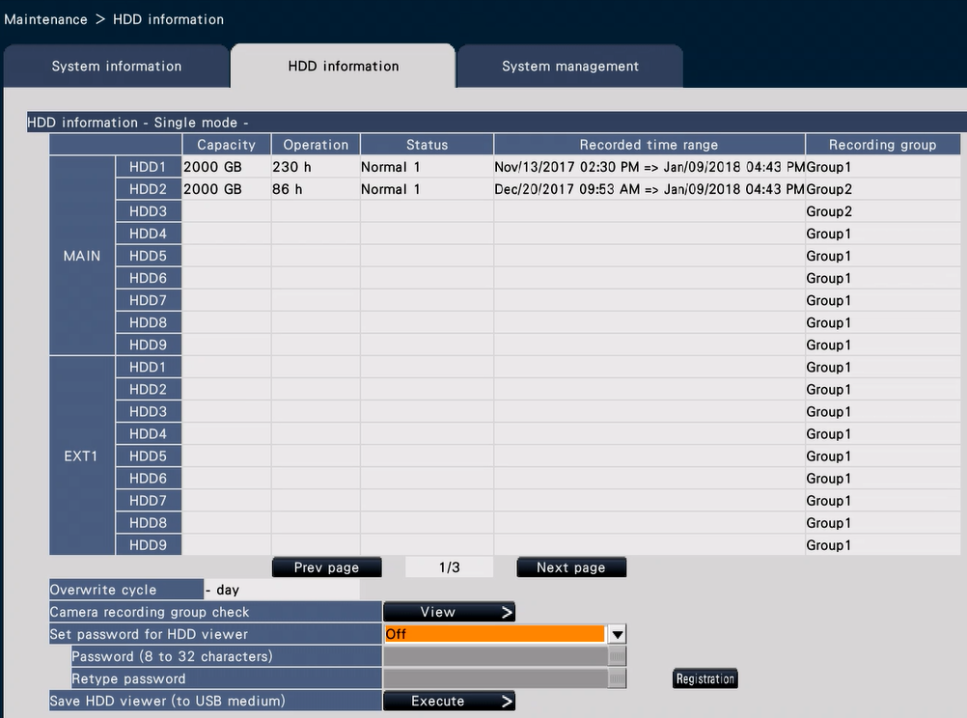 Maintenance > HDD information
System information HDD information System management
HDD information - Single mode -
Capacity Operation Status Recorded time range Recording group
HDD1 2000 GB 230 h Normal 1 Nov/13/2017 02:30 PM => Jan/09/2018 04:43 PM Group1
HDD2 2000 GB 86 h Normal 1 Dec/20/2017 09:53 AM => Jan/09/2018 04:43 PM Group2
HDD3 Group2
HDD4 Group1
MAIN HDD5 Group1
HDD6 Group1
HDD7 Group1
HDD8 Group1
HDD9 Group1
HDD1 Group1
HDD2 Group1
HDD3 Group1
HDD4 Group1
EXT1 HDD5 Group1
HDD6 Group1
HDD7 Group1
HDD8 Group1
HDD9 Group1
Prev page 1/3 Next page
Overwrite cycle - day
Camera recording group check View >
Set password for HDD viewer Off
Password (8 to 32 characters)
Retype password Registration
Save HDD viewer (to USB medium) Execute >